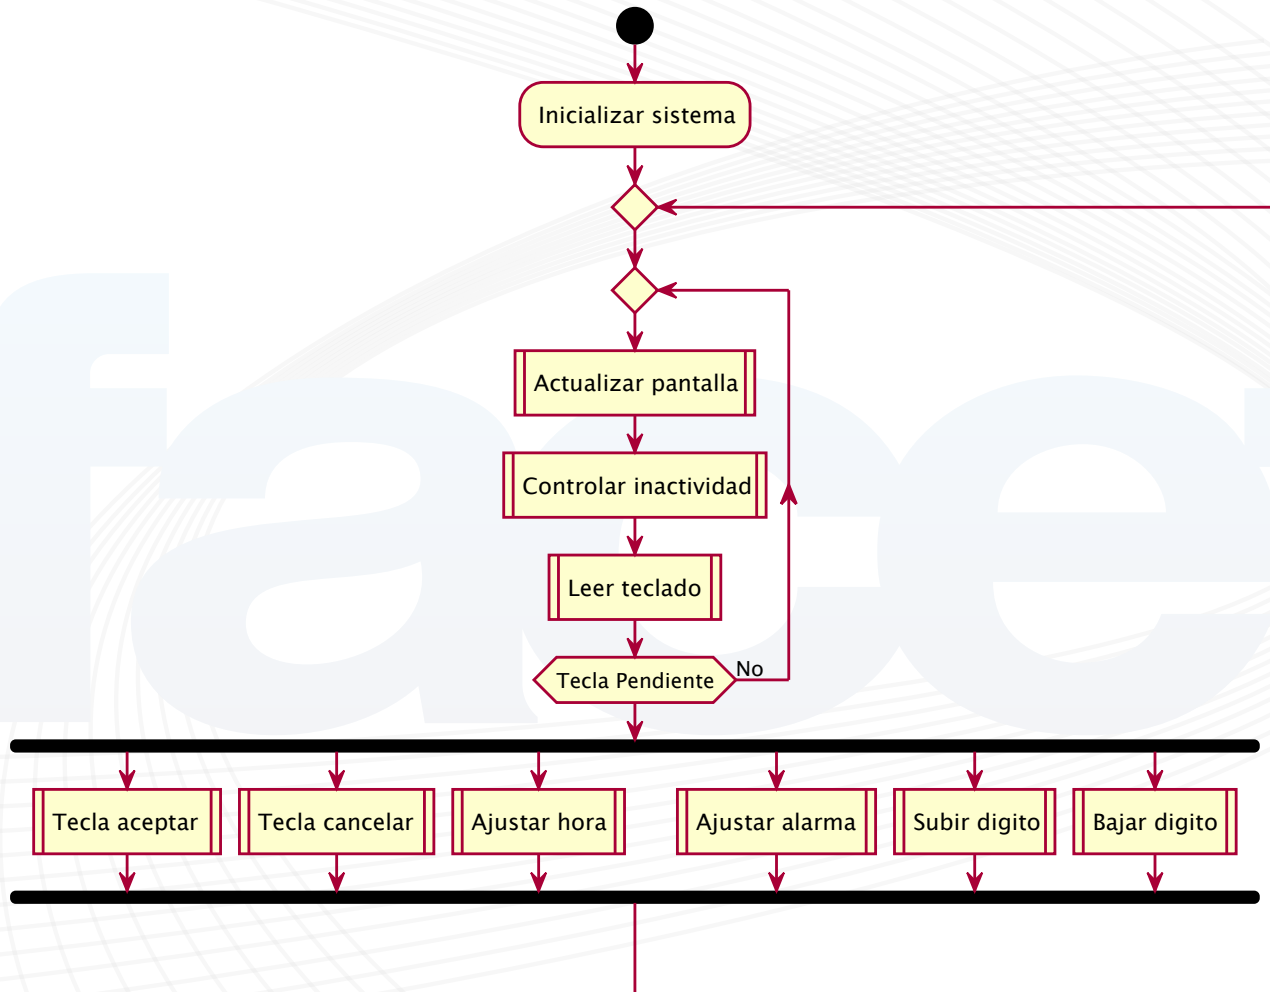 Inicializar sistema
Actualizar pantalla
Controlar inactividad
Leer teclado
Tecla Pendiente
No
Tecla aceptar
Tecla cancelar
Ajustar hora
Ajustar alarma
Subir digito
Bajar digito